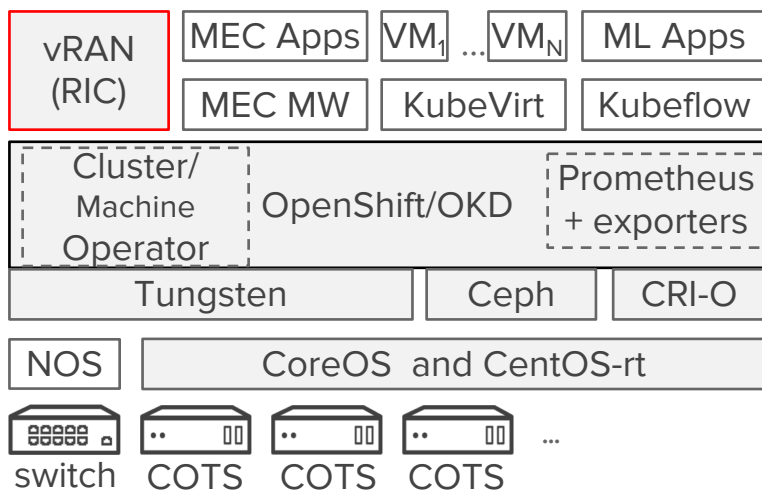 vRAN
(RIC)
MEC Apps
VM1
...
VMN
ML Apps
MEC MW
KubeVirt
Kubeflow
Cluster/
Machine
Operator
OpenShift/OKD
Prometheus
+ exporters
Tungsten
Ceph
CRI-O
NOS
CoreOS and CentOS-rt
switch
COTS
COTS
COTS
...